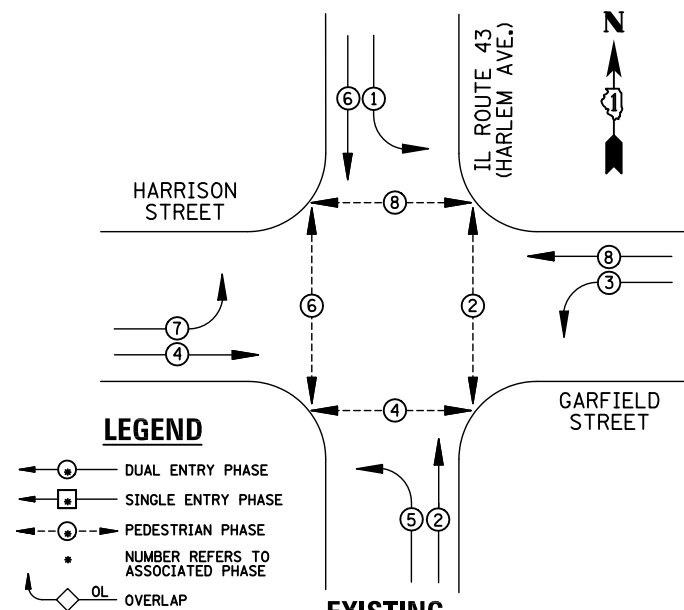 N
IL ROUTE 43
(HARLEM AVE.)
1
6
1
HARRISON
STREET
8
8
3
6
2
7
4
4
GARFIELD
STREET
5
2
LEGEND
* DUAL ENTRY PHASE
* SINGLE ENTRY PHASE
* PEDESTRIAN PHASE
* NUMBER REFERS TO
ASSOCIATED PHASE
OL OVERLAP
EXISTING